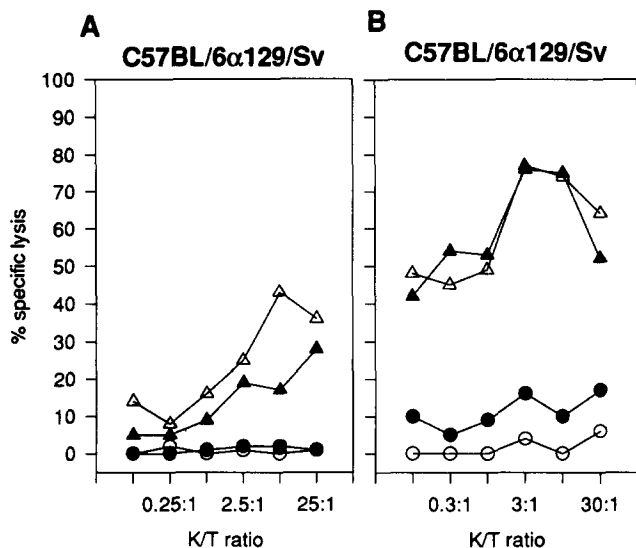 A
C57BL/6α129/Sv
B
C57BL/6α129/Sv
% specific lysis
100
90
80
70
60
50
40
30
20
10
0
0.25:1 2.5:1 25:1
K/T ratio
0.3:1 3:1 30:1
K/T ratio